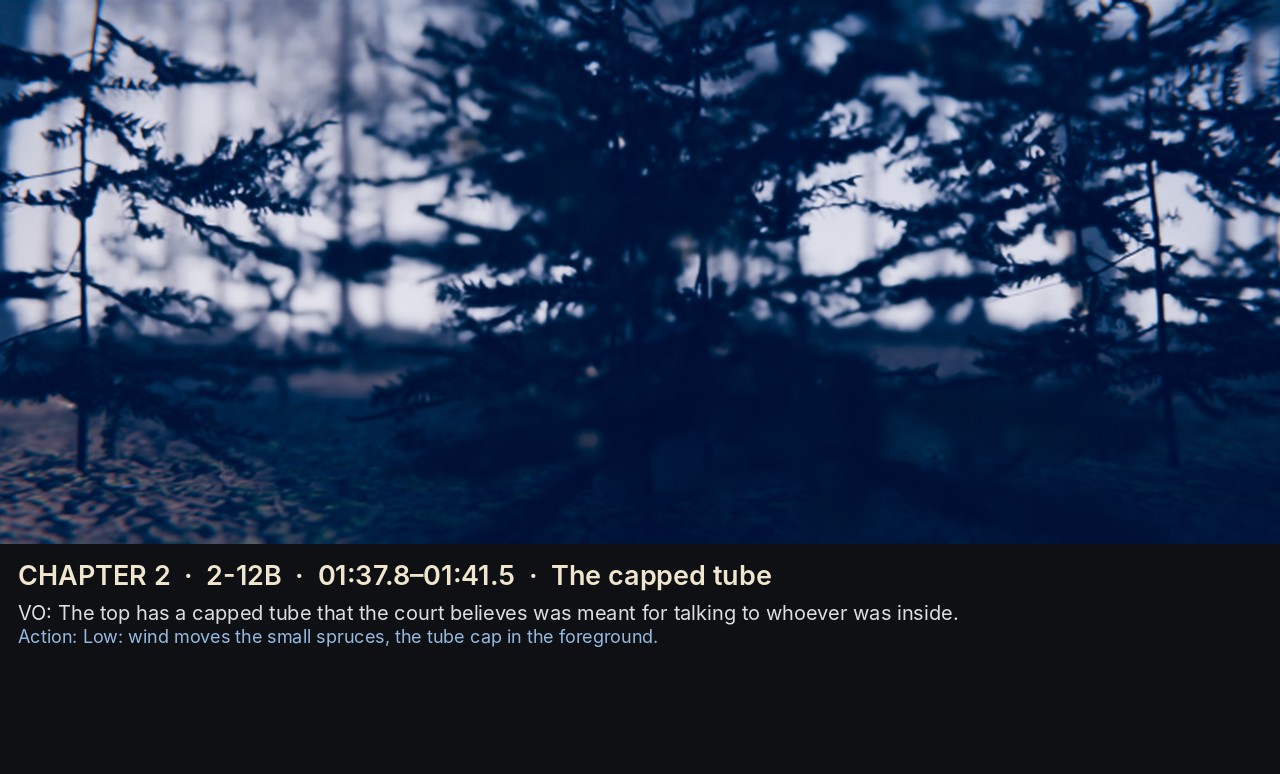 CHAPTER 2 · 2-12B · 01:37.8–01:41.5 · The capped tube
VO: The top has a capped tube that the court believes was meant for talking to whoever was inside.
Action: Low: wind moves the small spruces, the tube cap in the foreground.